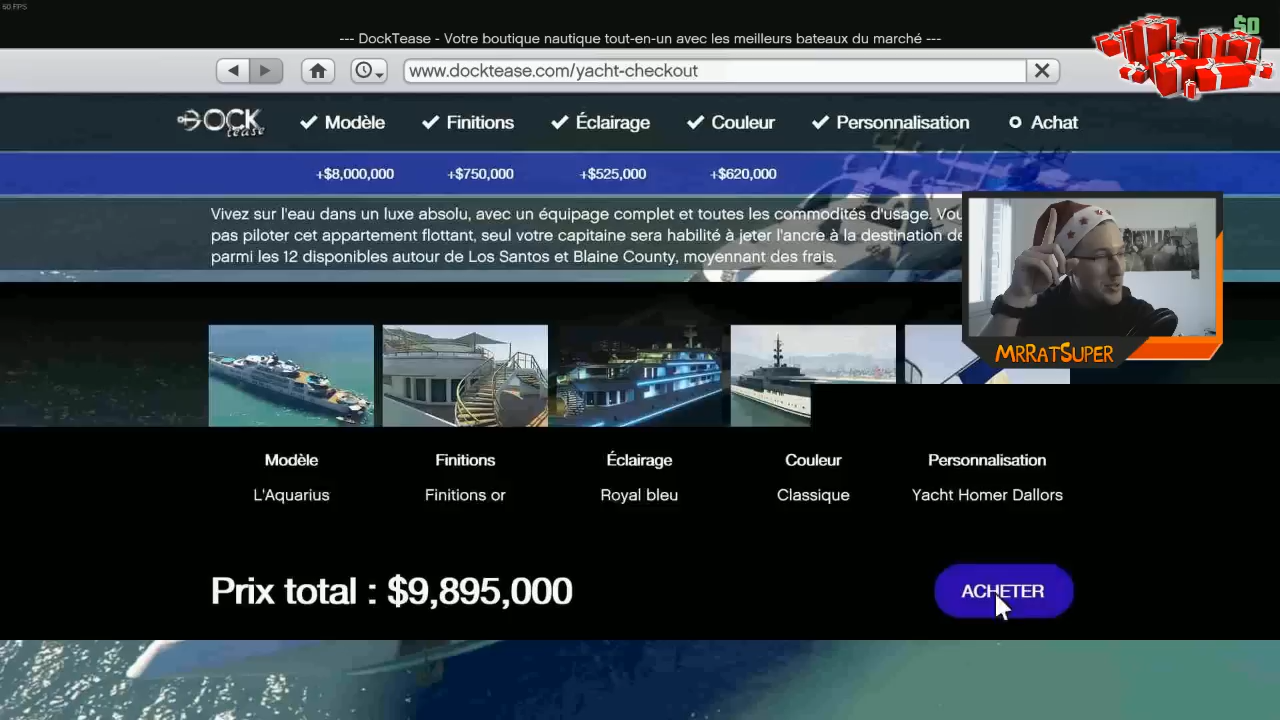 60 FPS
$0
--- DockTease - Votre boutique nautique tout-en-un avec les meilleurs bateaux du marché ---
www.docktease.com/yacht-checkout
DOCK tease
Modèle
Finitions
Éclairage
Couleur
Personnalisation
Achat
+$8,000,000
+$750,000
+$525,000
+$620,000
Vivez sur l'eau dans un luxe absolu, avec un équipage complet et toutes les commodités d'usage.
pas piloter cet appartement flottant, seul votre capitaine sera habilité à jeter l'ancre à la destination
parmi les 12 disponibles autour de Los Santos et Blaine County, moyennant des frais.
MrRatSuper
Modèle
Finitions
Éclairage
Couleur
Personnalisation
L'Aquarius
Finitions or
Royal bleu
Classique
Yacht Homer Dallors
Prix total : $9,895,000
ACHETER